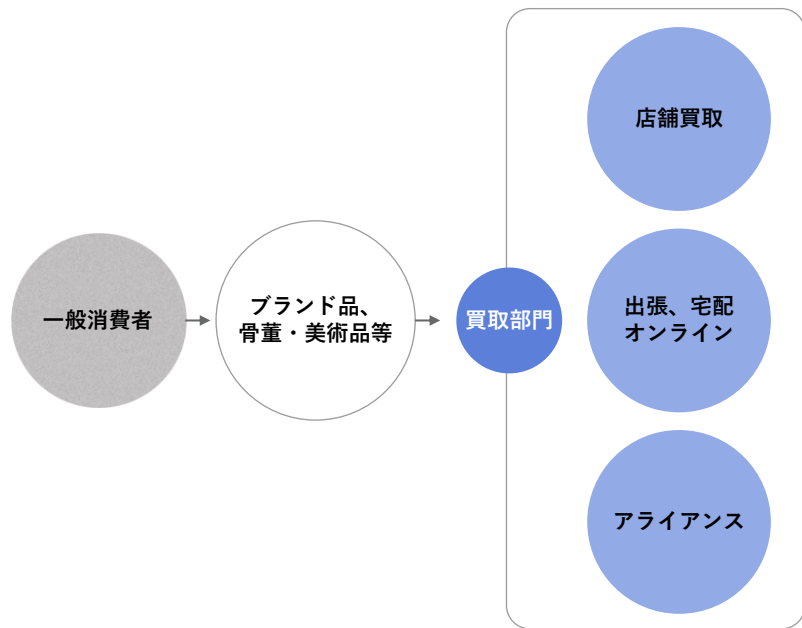 一般消費者
ブランド品、
骨董・美術品等
買取部門
店舗買取
出張、宅配
オンライン
アライアンス